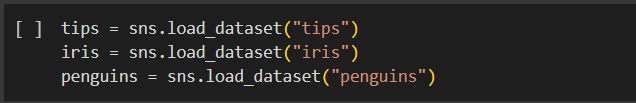 [ ] tips = sns.load_dataset("tips")
iris = sns.load_dataset("iris")
penguins = sns.load_dataset("penguins")